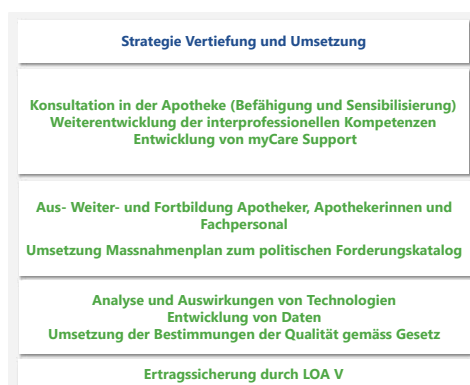 Strategie Vertiefung und Umsetzung
Konsultation in der Apotheke (Befähigung und Sensibilisierung)
Weiterentwicklung der interprofessionellen Kompetenzen
Entwicklung von myCare Support
Aus- Weiter- und Fortbildung Apotheker, Apothekerinnen und
Fachpersonal
Umsetzung Massnahmenplan zum politischen Forderungskatalog
Analyse und Auswirkungen von Technologien
Entwicklung von Daten
Umsetzung der Bestimmungen der Qualität gemäss Gesetz
Ertragssicherung durch LOA V